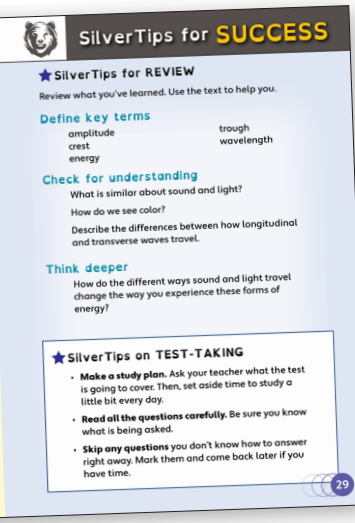 SilverTips for SUCCESS
SilverTips for REVIEW
Review what you've learned. Use the text to help you.
Define key terms
amplitude
crest
energy
trough
wavelength
Check for understanding
What is similar about sound and light?
How do we see color?
Describe the differences between how longitudinal
and transverse waves travel.
Think deeper
How do the different ways sound and light travel
change the way you experience these forms of
energy?
SilverTips on TEST-TAKING
• Make a study plan. Ask your teacher what the test
is going to cover. Then, set aside time to study a
little bit every day.
• Read all the questions carefully. Be sure you know
what is being asked.
• Skip any questions you don't know how to answer
right away. Mark them and come back later if you
have time.
29